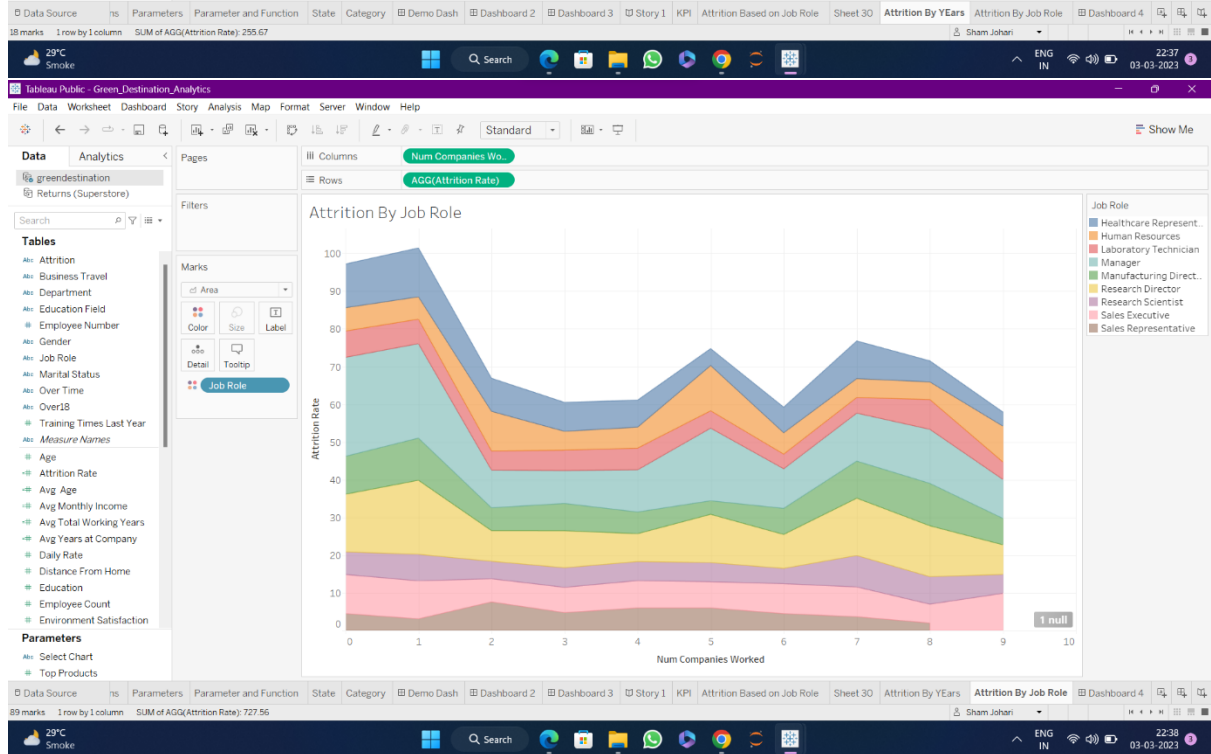 Data Source ns Parameters Parameter and Function State Category Demo Dash Dashboard 2 Dashboard 3 Story 1 KPI Attrition Based on Job Role Sheet 30 Attrition By YEars Attrition By Job Role Dashboard 4
18 marks 1 row by 1 column SUM of AGG(Attrition Rate): 255.67 Sham Johari
29°C
Smoke
Search
ENG
IN
22:37
03-03-2023
3
Tableau Public - Green_Destination_Analytics
File Data Worksheet Dashboard Story Analysis Map Format Server Window Help
Standard
Show Me
Data Analytics
greendestination
Returns (Superstore)
Search
Tables
Abc Attrition
Abc Business Travel
Abc Department
Abc Education Field
# Employee Number
Abc Gender
Abc Job Role
Abc Marital Status
Abc Over Time
Abc Over18
# Training Times Last Year
Abc Measure Names
# Age
=# Attrition Rate
=# Avg Age
=# Avg Monthly Income
=# Avg Total Working Years
=# Avg Years at Company
# Daily Rate
# Distance From Home
# Education
# Employee Count
# Environment Satisfaction
Parameters
Abc Select Chart
# Top Products
Pages
Filters
Marks
Area
Color Size Label
Detail Tooltip
Job Role
Columns Num Companies Wo..
Rows AGG(Attrition Rate)
Attrition By Job Role
Attrition Rate
100
90
80
70
60
50
40
30
20
10
0
0 1 2 3 4 5 6 7 8 9 10
Num Companies Worked
1 null
Job Role
Healthcare Represent..
Human Resources
Laboratory Technician
Manager
Manufacturing Direct..
Research Director
Research Scientist
Sales Executive
Sales Representative
Data Source ns Parameters Parameter and Function State Category Demo Dash Dashboard 2 Dashboard 3 Story 1 KPI Attrition Based on Job Role Sheet 30 Attrition By YEars Attrition By Job Role Dashboard 4
89 marks 1 row by 1 column SUM of AGG(Attrition Rate): 727.56 Sham Johari
29°C
Smoke
Search
ENG
IN
22:38
03-03-2023
3